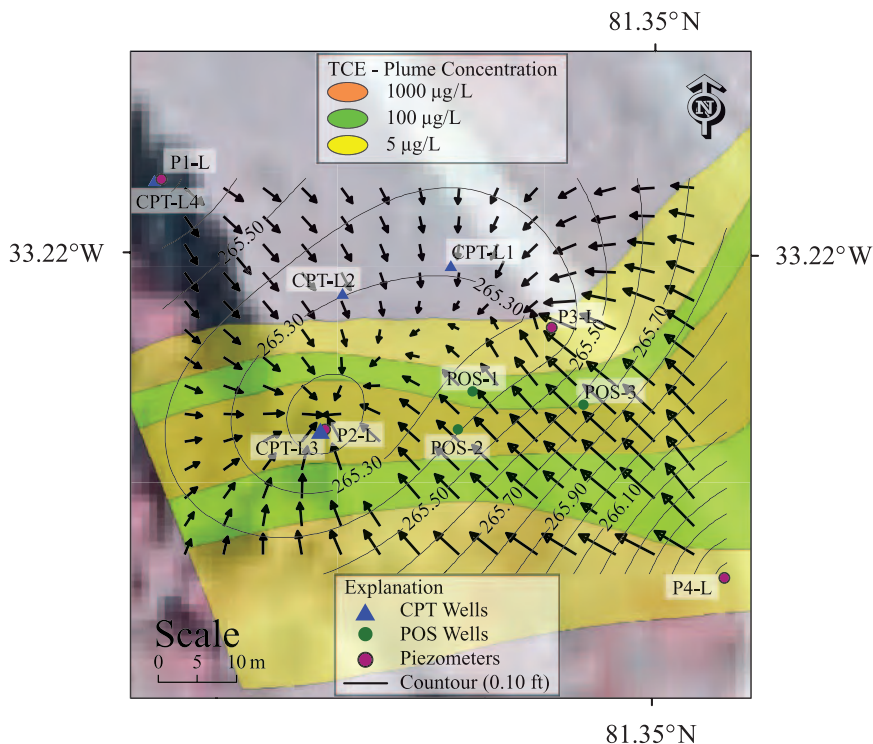 81.35°N
TCE - Plume Concentration
1000 µg/L
100 µg/L
5 µg/L
N
P1-L
CPT-L4
265.50
33.22°W
33.22°W
CPT-L1
CPT-L2
265.30
265.30
P3-L
265.50
265.70
POS-1
POS-3
CPT-L3
P2-L
POS-2
265.30
265.50
265.70
265.90
266.10
P4-L
Explanation
CPT Wells
POS Wells
Piezometers
Countour (0.10 ft)
Scale
0 5 10 m
81.35°N